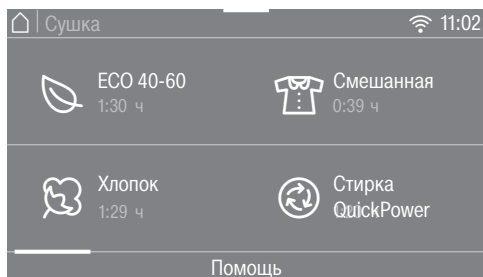 Сушка
11:02
ECO 40-60
1:30 ч
Смешанная
0:39 ч
Хлопок
1:29 ч
Стирка
QuickPower
Помощь